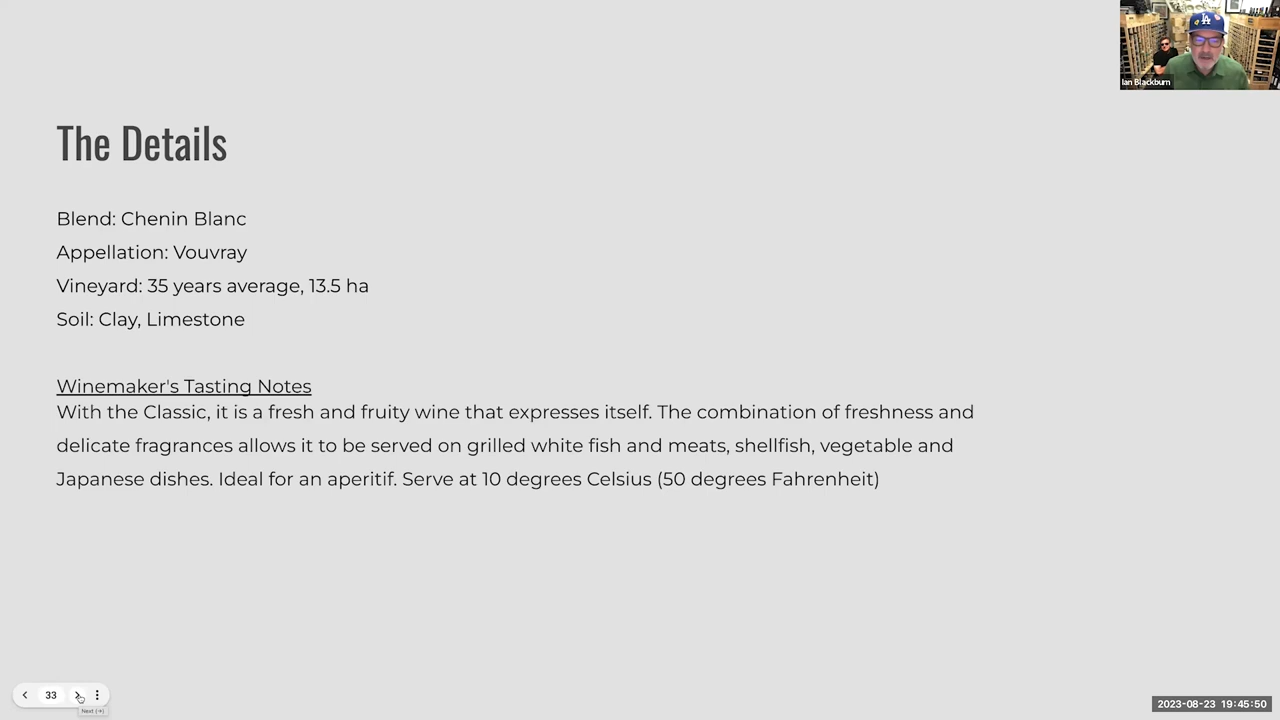 LA
Ian Blackburn
The Details
Blend: Chenin Blanc
Appellation: Vouvray
Vineyard: 35 years average, 13.5 ha
Soil: Clay, Limestone
Winemaker's Tasting Notes
With the Classic, it is a fresh and fruity wine that expresses itself. The combination of freshness and
delicate fragrances allows it to be served on grilled white fish and meats, shellfish, vegetable and
Japanese dishes. Ideal for an aperitif. Serve at 10 degrees Celsius (50 degrees Fahrenheit)
33
Next (→)
2023-08-23 19:45:50